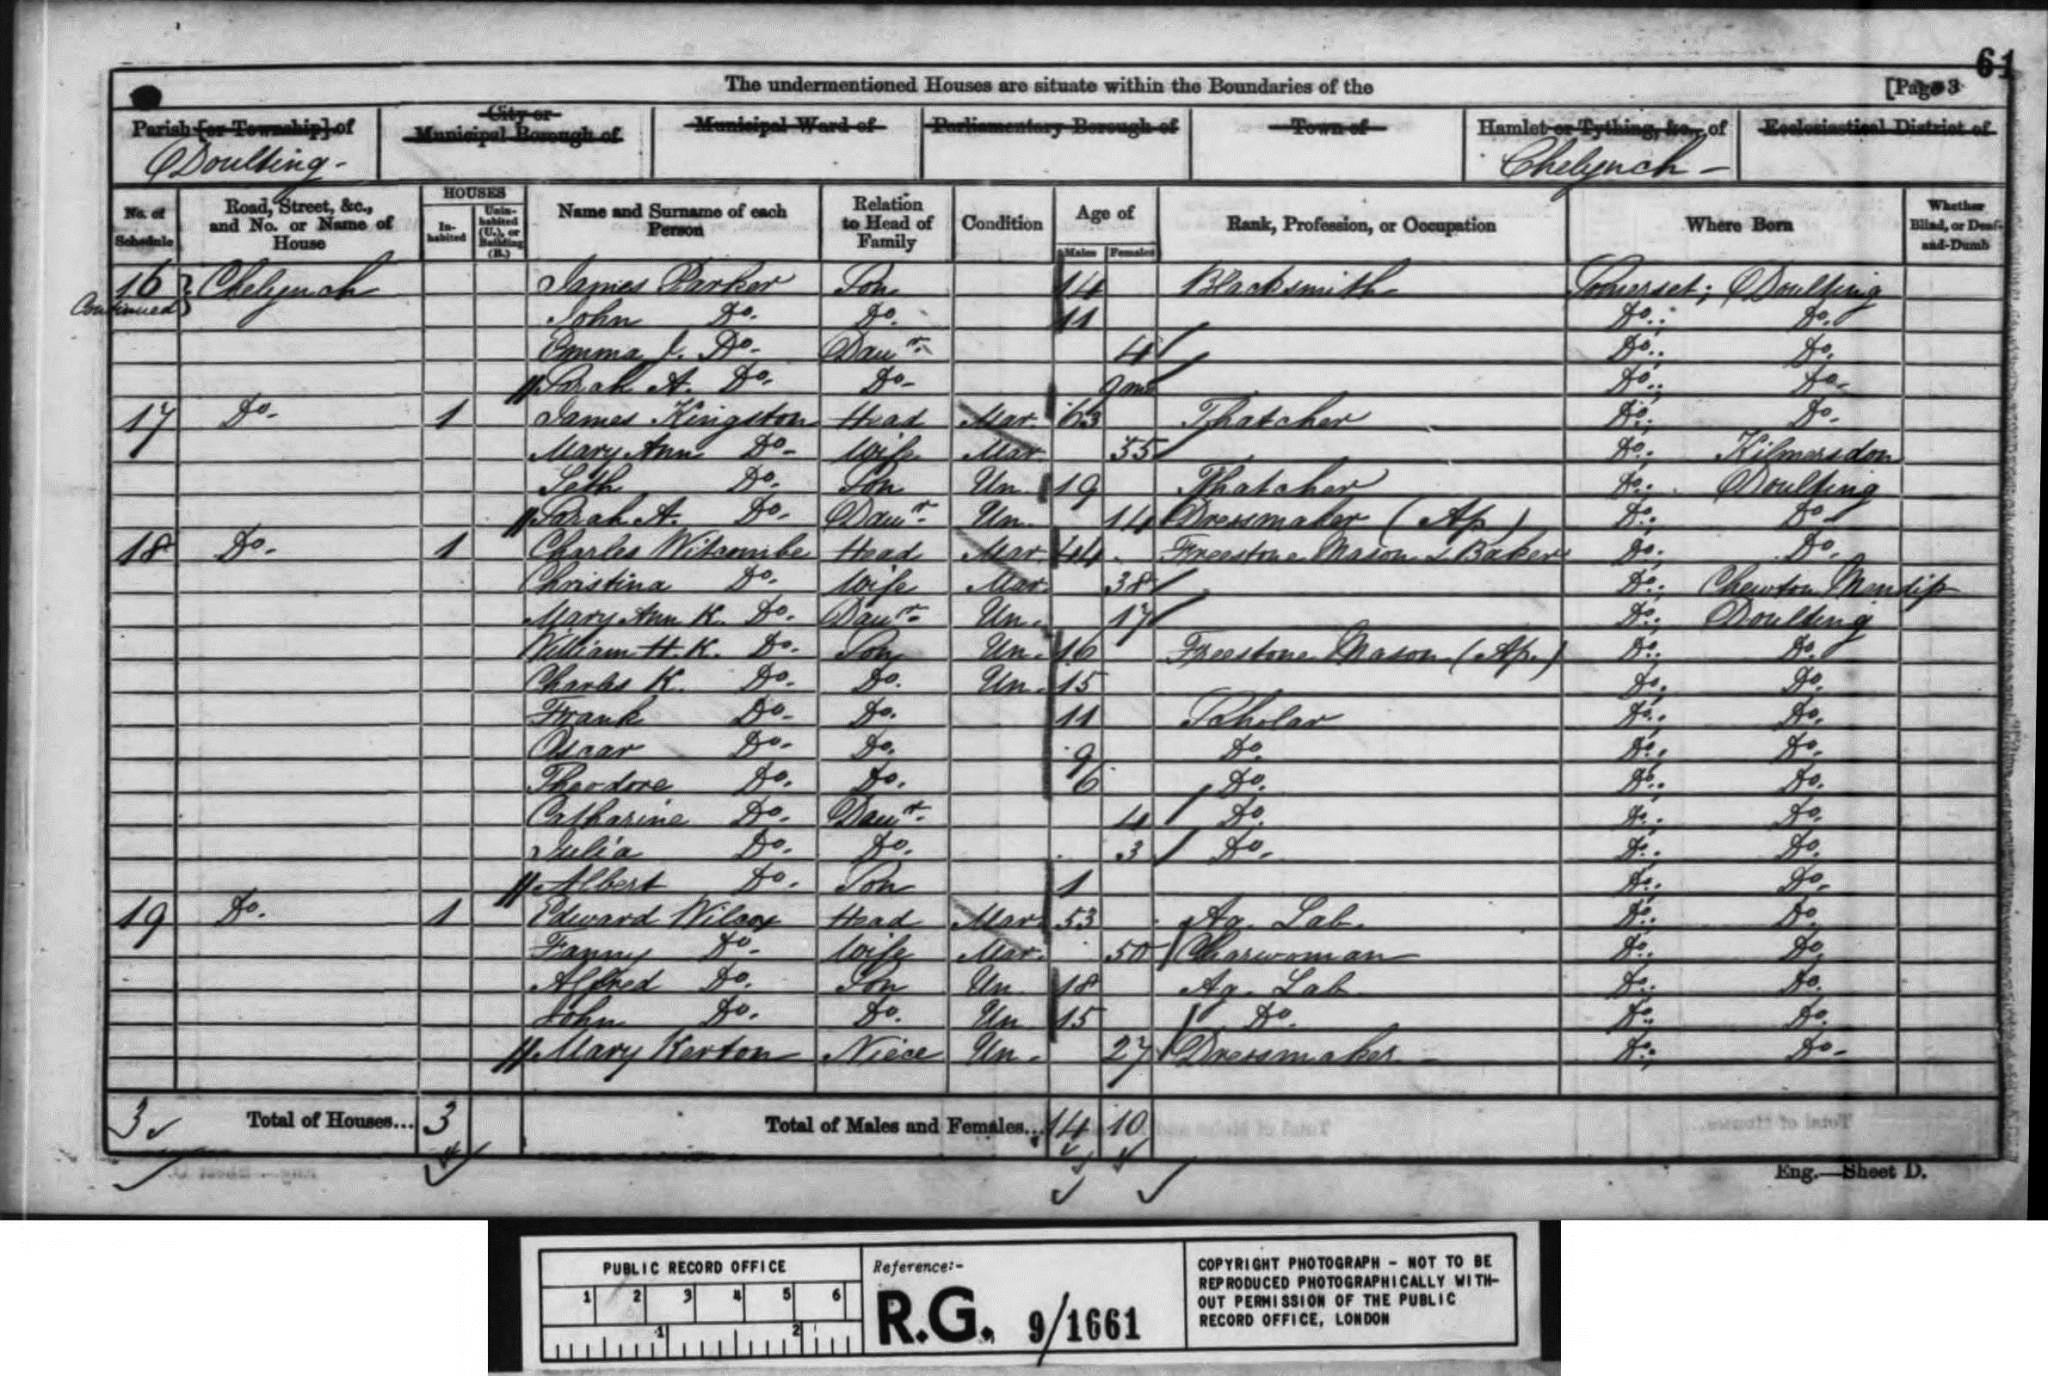 61
The undermentioned Houses are situate within the Boundaries of the [Page 3
Parish [or Township] of City or Municipal Borough of Municipal Ward of Parliamentary Borough of Town of Hamlet or Tything, &c., of Ecclesiastical District of
Doulting - Chelynch -
No. of Schedule Road, Street, &c., and No. or Name of House HOUSES In-habited Unin-habited (U.), or Building (B.) Name and Surname of each Person Relation to Head of Family Condition Age of Males Females Rank, Profession, or Occupation Where Born Whether Blind, or Deaf-and-Dumb
16 Continued Chelynch James Parker Son 14 Blacksmith Somerset; Doulting
John Do. Do. 11 Do.; Do.
Emma J. Do. Daur. 4 Do.; Do.
Sarah A. Do. Do. 9mo Do.; Do.
17 Do. 1 James Kingston Head Mar. 63 Thatcher Do.; Do.
Mary Ann Do. Wife Mar 55 Do.; Kilmersdon
Seth Do. Son Un. 19 Thatcher Do.; Doulting
Sarah A. Do. Daur. Un. 14 Dressmaker (Ap) Do.; Do.
18 Do. 1 Charles Witcombe Head Mar. 44 Freestone Mason & Baker Do.; Do.
Christina Do. Wife Mar. 38 Do.; Chewton Mendip
Mary Ann K. Do. Daur. Un. 17 Do.; Doulting
William H. K. Do. Son Un. 16 Freestone Mason (Ap.) Do.; Do.
Charles K. Do. Do. Un. 15 Do.; Do.
Frank Do. Do. 11 Scholar Do.; Do.
Oscar Do. Do. 9 Do. Do.; Do.
Theodore Do. Do. 6 Do. Do.; Do.
Catharine Do. Daur. 4 Do. Do.; Do.
Julia Do. Do. 3 Do. Do.; Do.
Albert Do. Son 1 Do.; Do.
19 Do. 1 Edward Wilcox Head Mar. 53 Ag. Lab. Do.; Do.
Fanny Do. Wife Mar. 50 Charwoman Do.; Do.
Alfred Do. Son Un 18 Ag. Lab Do.; Do.
John Do. Do. Un 15 Do. Do.; Do.
Mary Kerton Niece Un. 27 Dressmaker Do.; Do.
3 Total of Houses... 3 Total of Males and Females... 14 10
Eng.—Sheet D.
PUBLIC RECORD OFFICE
1 2 3 4 5 6
1 2
Reference:-
R.G. 9/1661
COPYRIGHT PHOTOGRAPH - NOT TO BE
REPRODUCED PHOTOGRAPHICALLY WITH-
OUT PERMISSION OF THE PUBLIC
RECORD OFFICE, LONDON